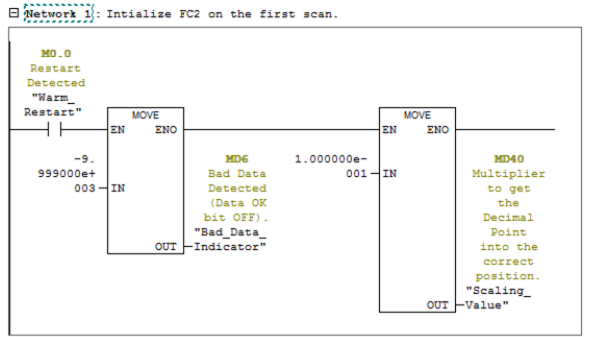 Network 1: Intialize FC2 on the first scan.
M0.0
Restart
Detected
"Warm_
Restart"
MOVE
EN ENO
-9.
999000e+
003
IN
OUT
MD6
Bad Data
Detected
(Data OK
bit OFF).
"Bad_Data_
Indicator"
MOVE
EN ENO
1.000000e-
001
IN
OUT
MD40
Multiplier
to get
the
Decimal
Point
into the
correct
position.
"Scaling_
Value"